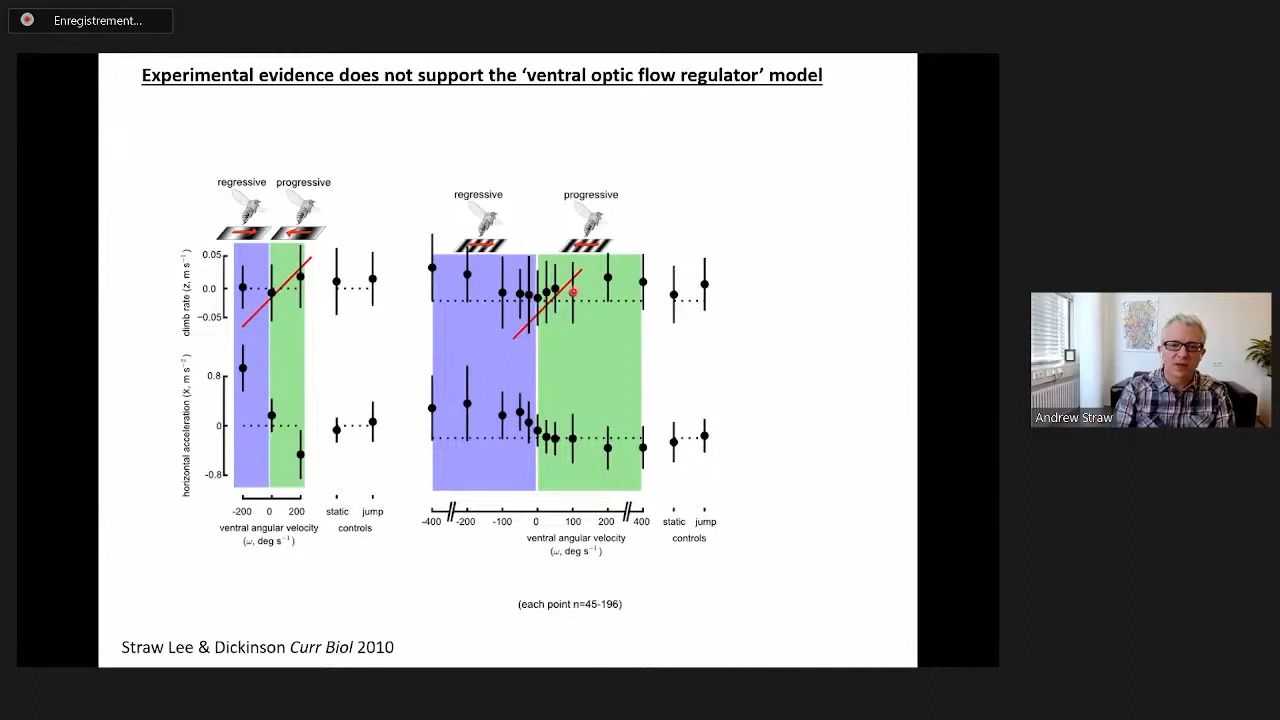 Enregistrement...
Experimental evidence does not support the ‘ventral optic flow regulator’ model
regressive progressive
regressive progressive
climb rate (z, m s⁻¹)
0.05
0.0
−0.05
horizontal acceleration (ẋ, m s⁻²)
0.8
0
-0.8
-200 0 200 static jump
ventral angular velocity controls
(ω, deg s⁻¹)
-400 -200 -100 0 100 200 400 static jump
ventral angular velocity controls
(ω, deg s⁻¹)
(each point n=45-196)
Straw Lee & Dickinson Curr Biol 2010
Andrew Straw